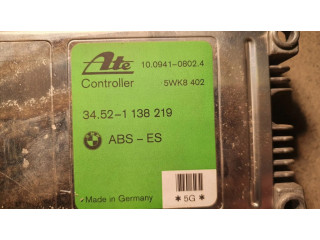 Ate 10.0941-0802.4
Controller 5WK8 402
34.52-1 138 219
BMW ABS - ES
Made in Germany * 5G *